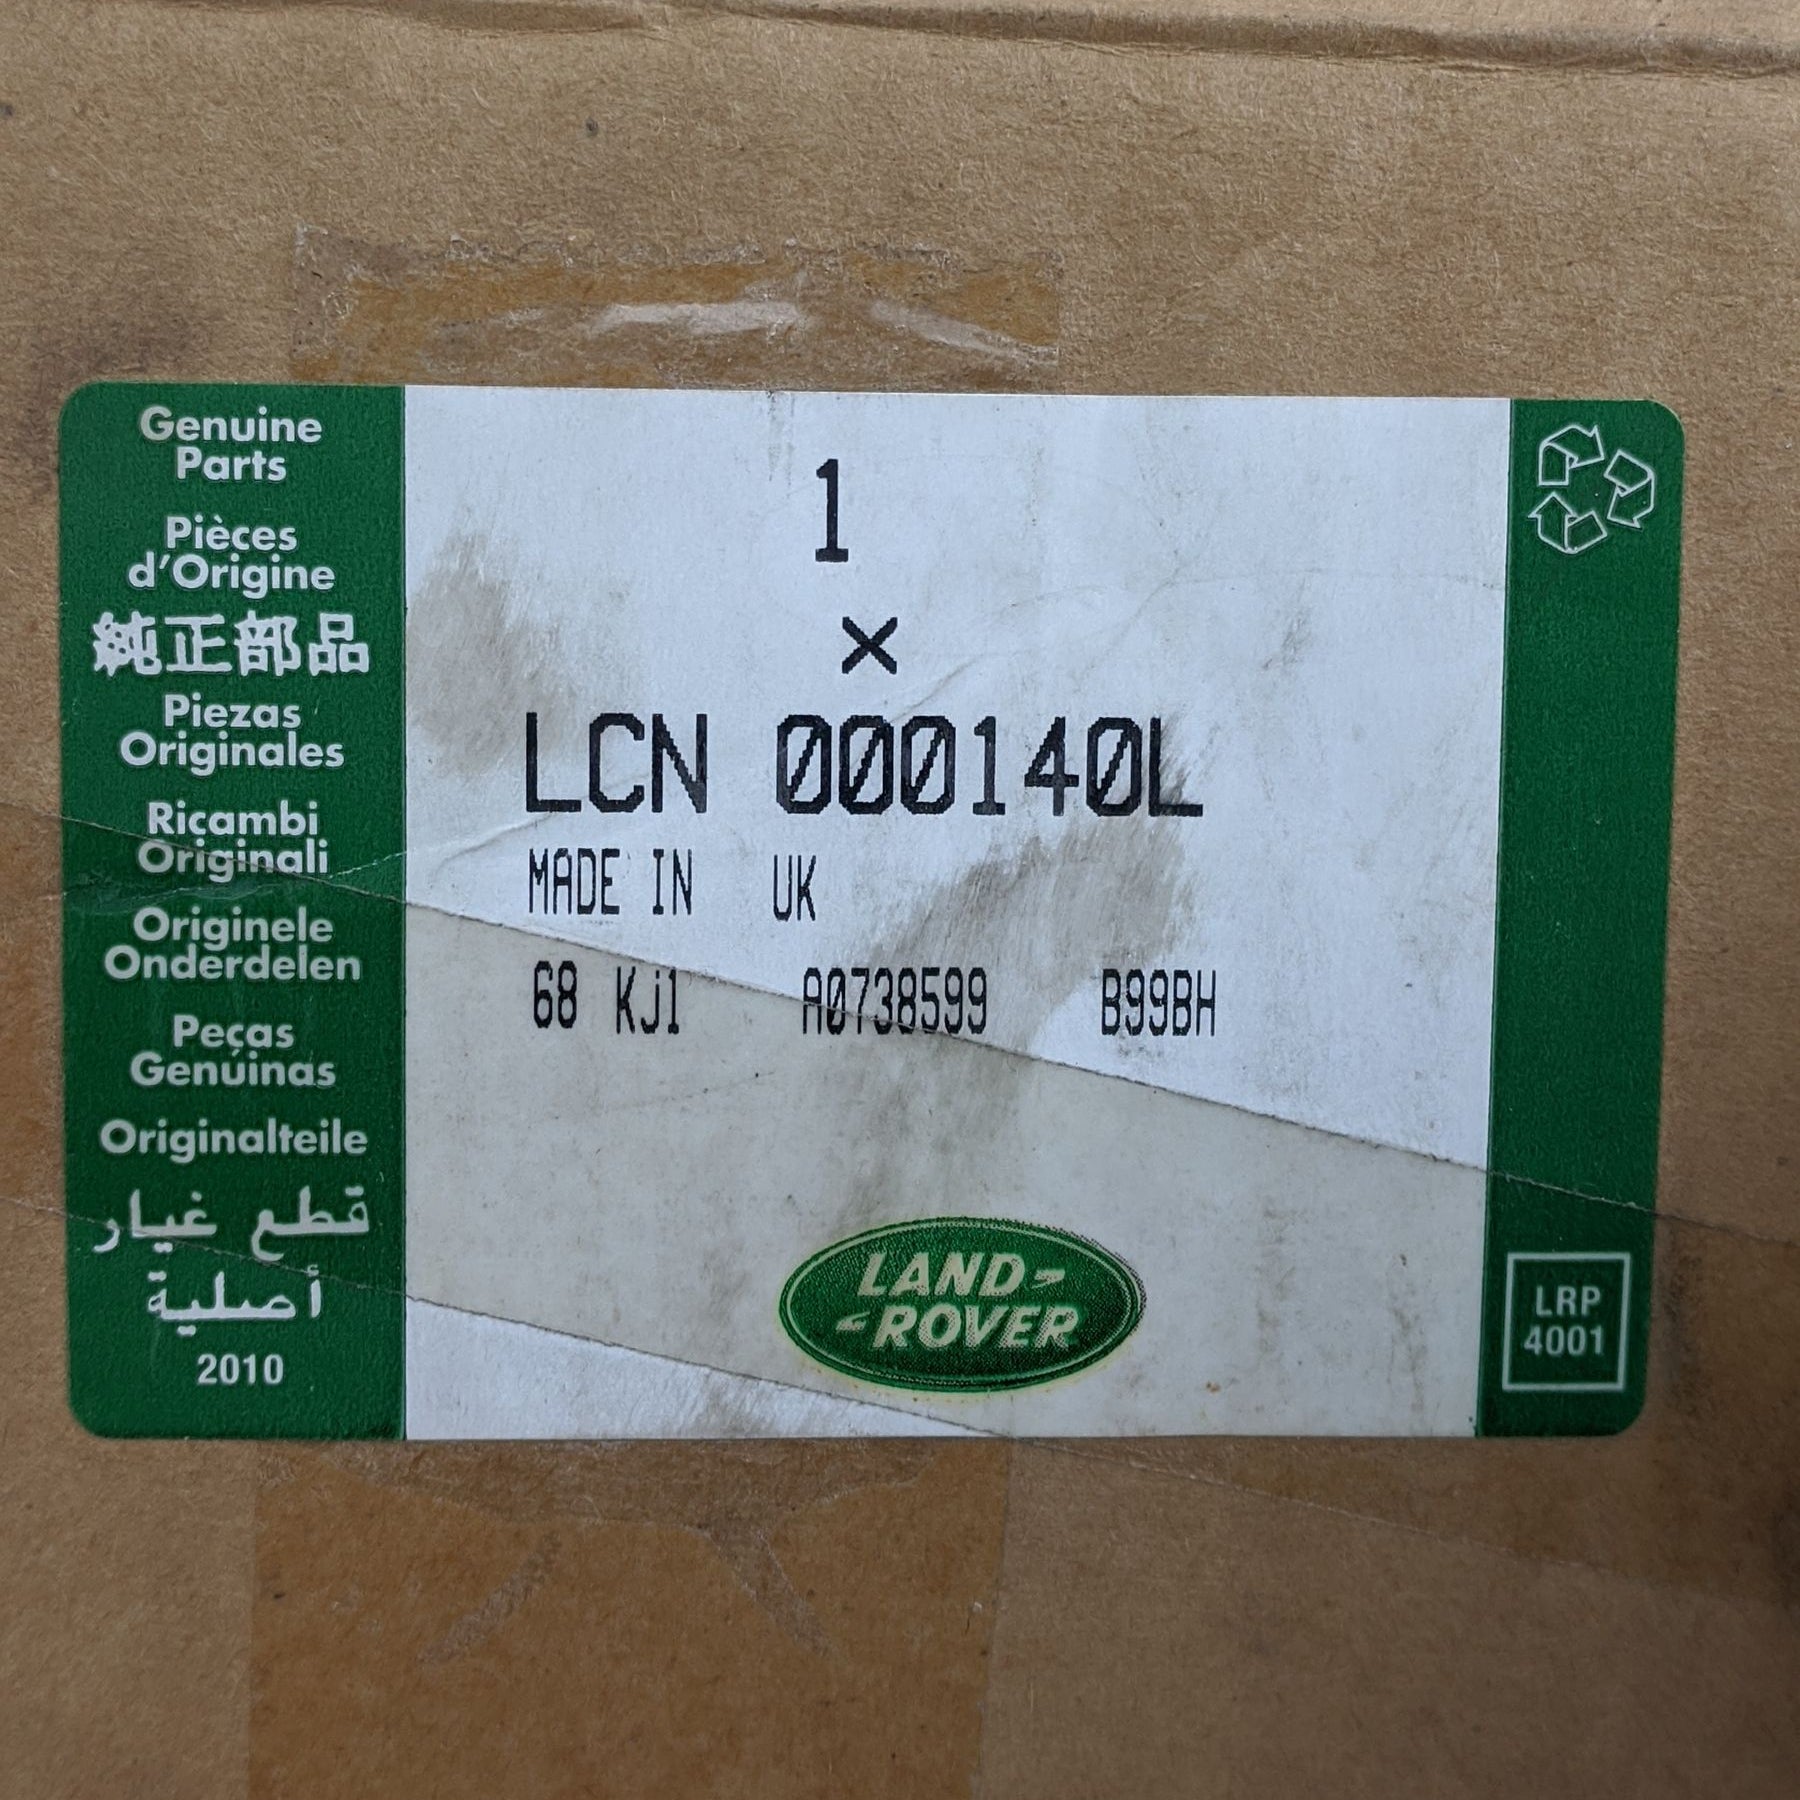 Genuine
Parts
Pièces
d'Origine
純正部品
Piezas
Originales
Ricambi
Originali
Originele
Onderdelen
Peças
Genúinas
Originalteile
قطع غيار
أصلية
2010
1
×
LCN 000140L
MADE IN UK
68 Kj1 A0738599 B99BH
LAND-
-ROVER
LRP
4001